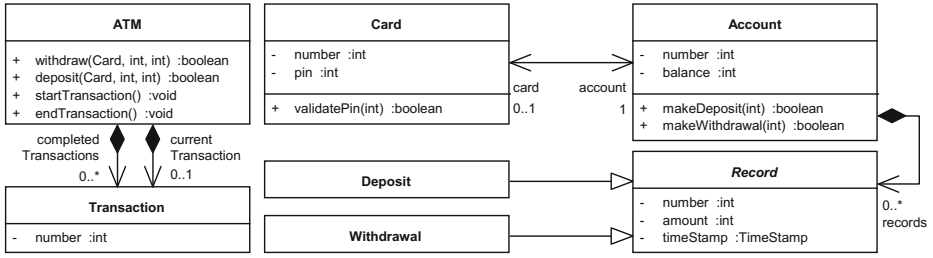 ATM
+ withdraw(Card, int, int) :boolean
+ deposit(Card, int, int) :boolean
+ startTransaction() :void
+ endTransaction() :void
completed
Transactions
0..*
current
Transaction
0..1
Transaction
- number :int
Card
- number :int
- pin :int
+ validatePin(int) :boolean
card
0..1
account
1
Account
- number :int
- balance :int
+ makeDeposit(int) :boolean
+ makeWithdrawal(int) :boolean
Deposit
Withdrawal
Record
- number :int
- amount :int
- timeStamp :TimeStamp
0..*
records